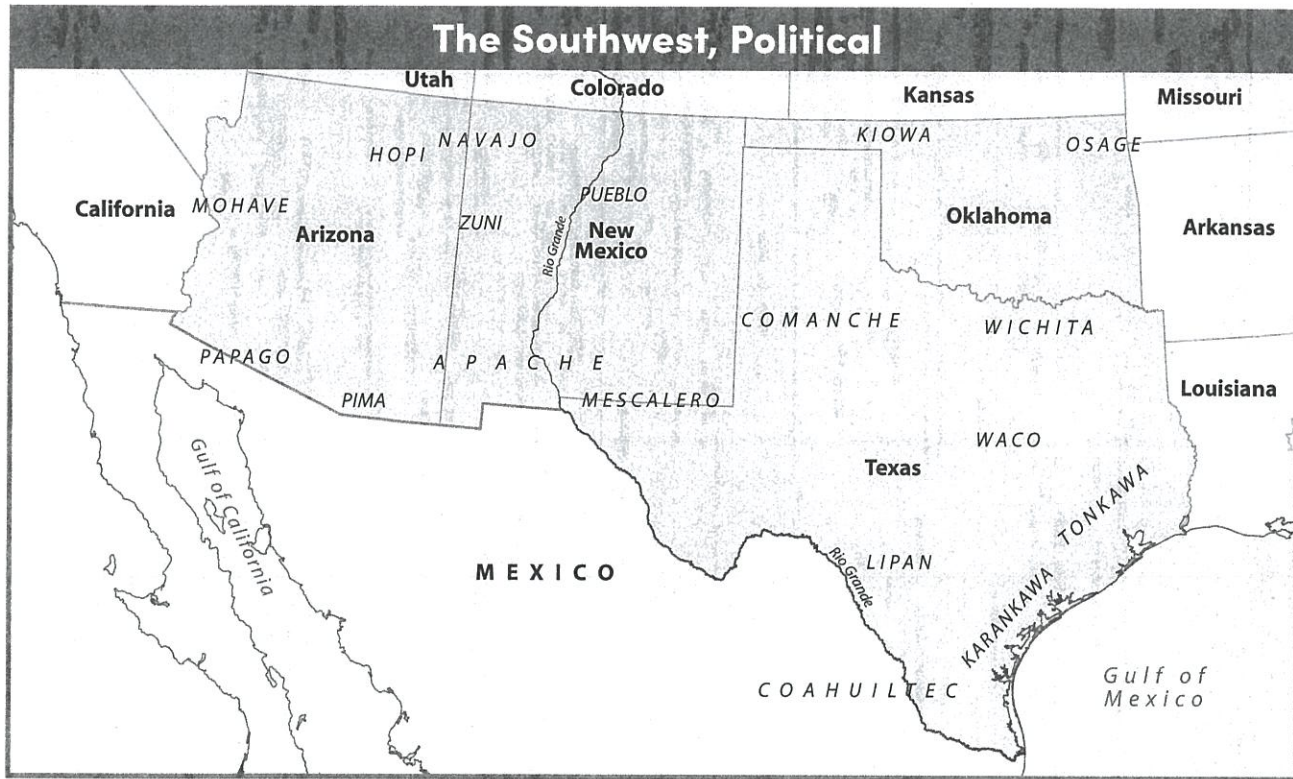 The Southwest, Political
Utah
Colorado
Kansas
Missouri
KIOWA
OSAGE
NAVAJO
HOPI
California
MOHAVE
Arizona
ZUNI
PUEBLO
New
Mexico
Rio Grande
Oklahoma
Arkansas
COMANCHE
WICHITA
PAPAGO
APACHE
PIMA
MESCALERO
Louisiana
WACO
Texas
TONKAWA
Gulf of California
MEXICO
Rio Grande
LIPAN
KARANKAWA
COAHUILTEC
Gulf of
Mexico